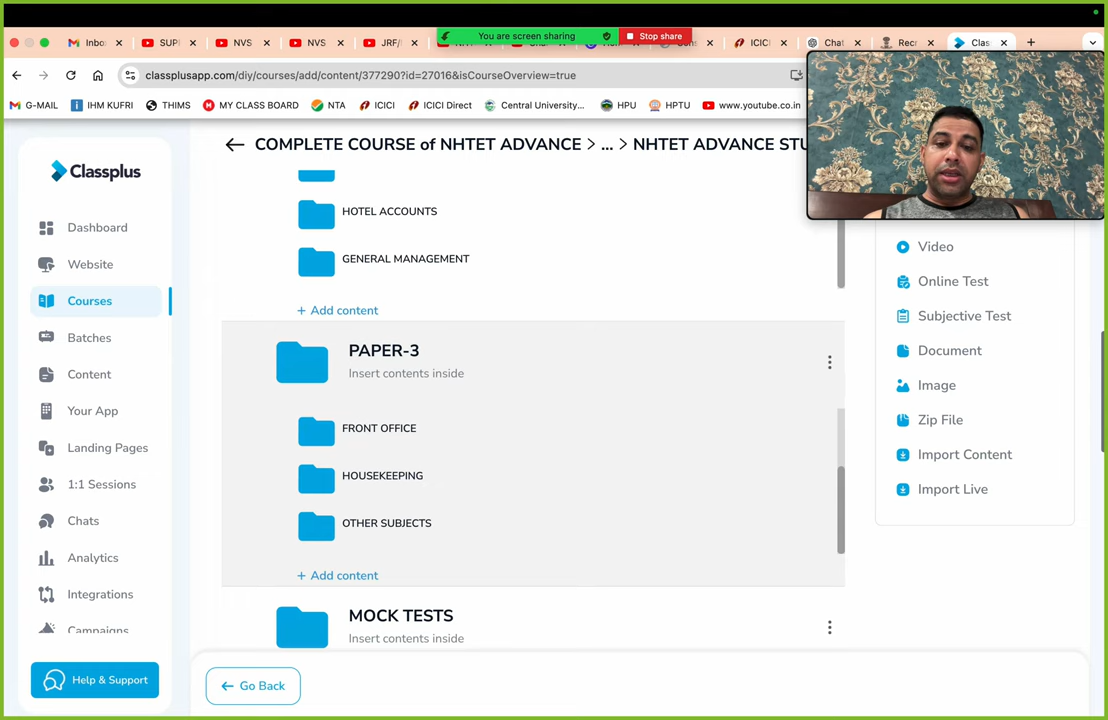 You are screen sharing
Stop share
Inbo
SUP
NVS
NVS
JRF/
ICICI
Chat
Recr
Clas
classplusapp.com/diy/courses/add/content/377290?id=27016&isCourseOverview=true
G-MAIL
IHM KUFRI
THIMS
MY CLASS BOARD
NTA
ICICI
ICICI Direct
Central University...
HPU
HPTU
www.youtube.co.in
Classplus
Dashboard
Website
Courses
Batches
Content
Your App
Landing Pages
1:1 Sessions
Chats
Analytics
Integrations
Campaigns
Help & Support
COMPLETE COURSE of NHTET ADVANCE > ... > NHTET ADVANCE STU
HOTEL ACCOUNTS
GENERAL MANAGEMENT
+ Add content
PAPER-3
Insert contents inside
FRONT OFFICE
HOUSEKEEPING
OTHER SUBJECTS
+ Add content
MOCK TESTS
Insert contents inside
Go Back
Video
Online Test
Subjective Test
Document
Image
Zip File
Import Content
Import Live